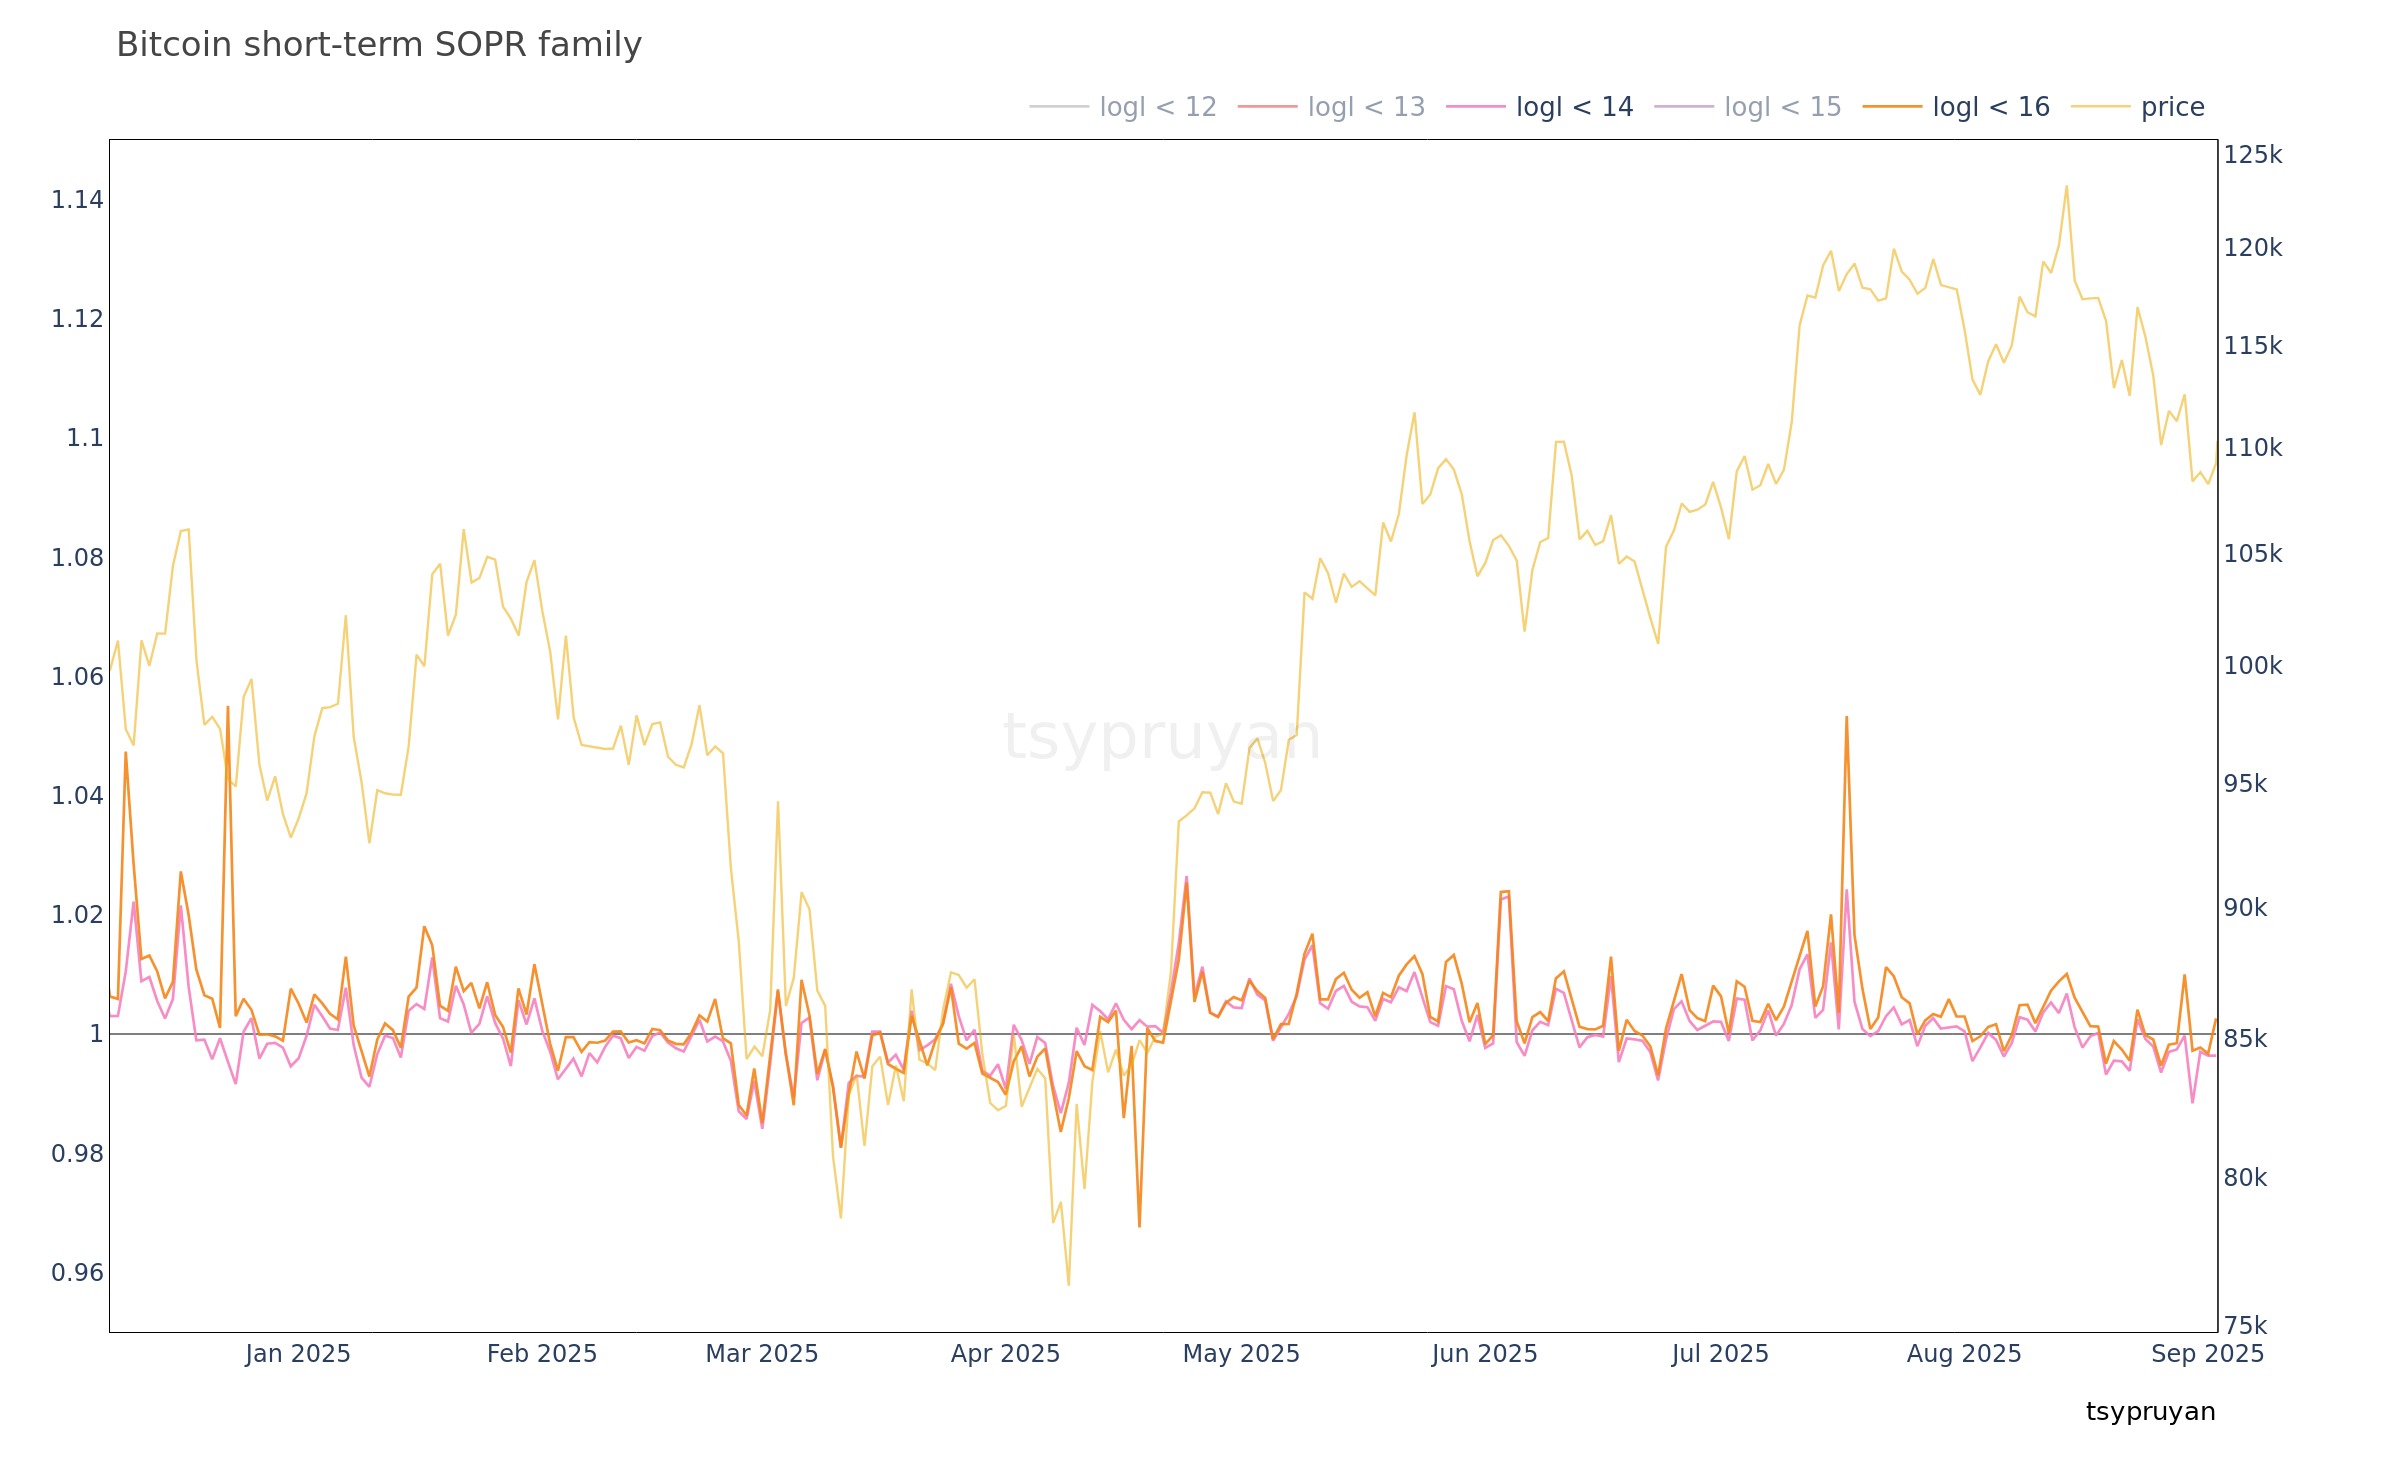 Bitcoin short-term SOPR family
logl < 12 logl < 13 logl < 14 logl < 15 logl < 16 price
125k
1.14
120k
1.12
115k
1.1
110k
1.08
105k
1.06
100k
tsypruyan
1.04
95k
1.02
90k
1
85k
0.98
80k
0.96
75k
Jan 2025 Feb 2025 Mar 2025 Apr 2025 May 2025 Jun 2025 Jul 2025 Aug 2025 Sep 2025
tsypruyan